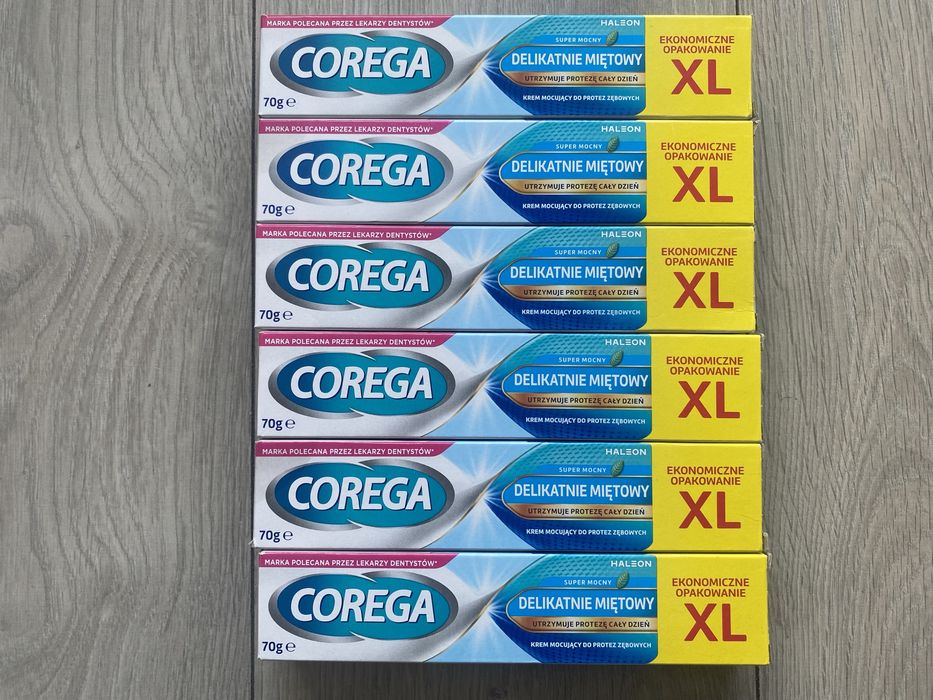 MARKA POLECANA PRZEZ LEKARZY DENTYSTÓW*
COREGA
70g ℮
HALEON
SUPER MOCNY
DELIKATNIE MIĘTOWY
UTRZYMUJE PROTEZĘ CAŁY DZIEŃ
KREM MOCUJĄCY DO PROTEZ ZĘBOWYCH
EKONOMICZNE
OPAKOWANIE
XL
MARKA POLECANA PRZEZ LEKARZY DENTYSTÓW*
COREGA
70g ℮
HALEON
SUPER MOCNY
DELIKATNIE MIĘTOWY
UTRZYMUJE PROTEZĘ CAŁY DZIEŃ
KREM MOCUJĄCY DO PROTEZ ZĘBOWYCH
EKONOMICZNE
OPAKOWANIE
XL
MARKA POLECANA PRZEZ LEKARZY DENTYSTÓW*
COREGA
70g ℮
HALEON
SUPER MOCNY
DELIKATNIE MIĘTOWY
UTRZYMUJE PROTEZĘ CAŁY DZIEŃ
KREM MOCUJĄCY DO PROTEZ ZĘBOWYCH
EKONOMICZNE
OPAKOWANIE
XL
MARKA POLECANA PRZEZ LEKARZY DENTYSTÓW*
COREGA
70g ℮
HALEON
SUPER MOCNY
DELIKATNIE MIĘTOWY
UTRZYMUJE PROTEZĘ CAŁY DZIEŃ
KREM MOCUJĄCY DO PROTEZ ZĘBOWYCH
EKONOMICZNE
OPAKOWANIE
XL
MARKA POLECANA PRZEZ LEKARZY DENTYSTÓW*
COREGA
70g ℮
HALEON
SUPER MOCNY
DELIKATNIE MIĘTOWY
UTRZYMUJE PROTEZĘ CAŁY DZIEŃ
KREM MOCUJĄCY DO PROTEZ ZĘBOWYCH
EKONOMICZNE
OPAKOWANIE
XL
MARKA POLECANA PRZEZ LEKARZY DENTYSTÓW*
COREGA
70g ℮
HALEON
SUPER MOCNY
DELIKATNIE MIĘTOWY
UTRZYMUJE PROTEZĘ CAŁY DZIEŃ
KREM MOCUJĄCY DO PROTEZ ZĘBOWYCH
EKONOMICZNE
OPAKOWANIE
XL